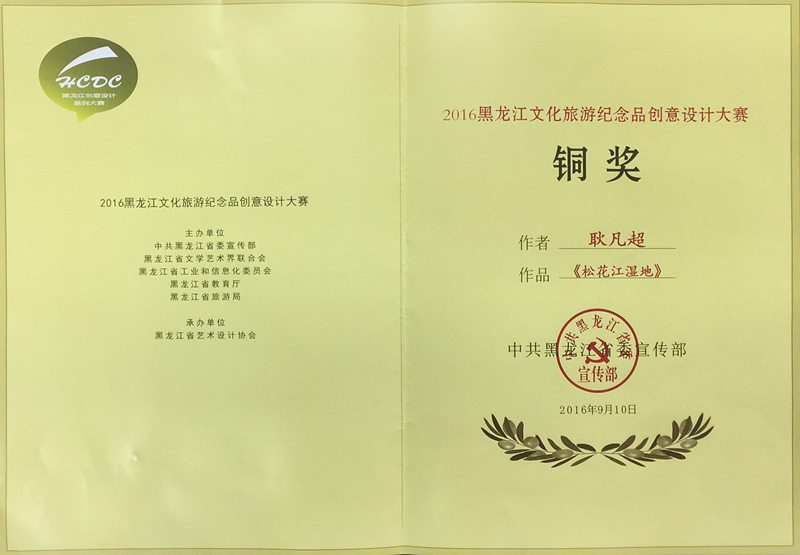 HCDC
黑龙江创意设计
系列大赛
2016黑龙江文化旅游纪念品创意设计大赛
主办单位
中共黑龙江省委宣传部
黑龙江省文学艺术界联合会
黑龙江省工业和信息化委员会
黑龙江省教育厅
黑龙江省旅游局
承办单位
黑龙江省艺术设计协会
2016黑龙江文化旅游纪念品创意设计大赛
铜奖
作者 耿凡超
作品 《松花江湿地》
中共黑龙江省委宣传部
中共黑龙江省委
宣传部
2016年9月10日